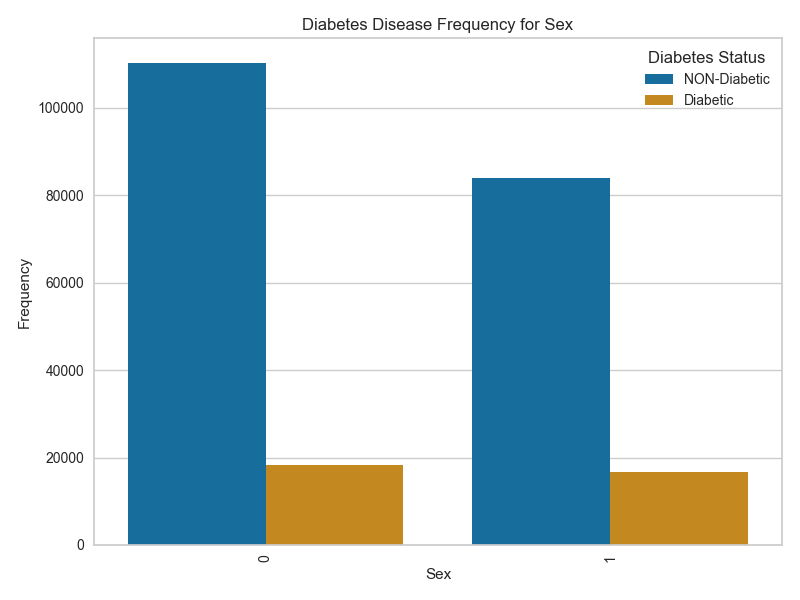 Diabetes Disease Frequency for Sex
Diabetes Status
NON-Diabetic
Diabetic
100000
80000
60000
40000
20000
0
Frequency
0
1
Sex